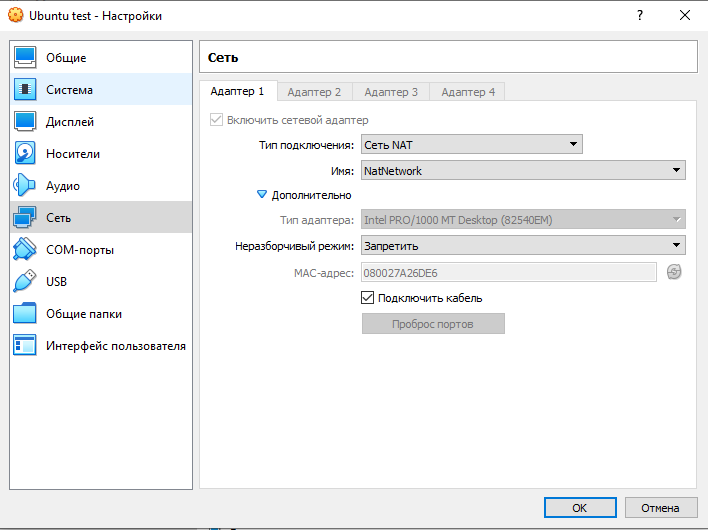 Ubuntu test - Настройки
?
Общие
Система
Дисплей
Носители
Аудио
Сеть
COM-порты
USB
Общие папки
Интерфейс пользователя
Сеть
Адаптер 1 Адаптер 2 Адаптер 3 Адаптер 4
Включить сетевой адаптер
Тип подключения: Сеть NAT
Имя: NatNetwork
Дополнительно
Тип адаптера: Intel PRO/1000 MT Desktop (82540EM)
Неразборчивый режим: Запретить
MAC-адрес: 080027A26DE6
Подключить кабель
Проброс портов
OK Отмена